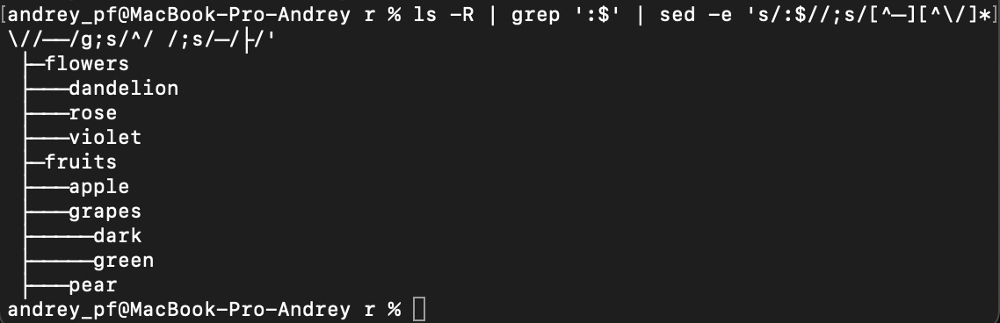 [andrey_pf@MacBook-Pro-Andrey r % ls -R | grep ':$' | sed -e 's/:$//;s/[^—][^\/]*]
\//——/g;s/^/ /;s/—/├/'
├—flowers
├———dandelion
├———rose
├———violet
├—fruits
├———apple
├———grapes
├—————dark
├—————green
├———pear
andrey_pf@MacBook-Pro-Andrey r %